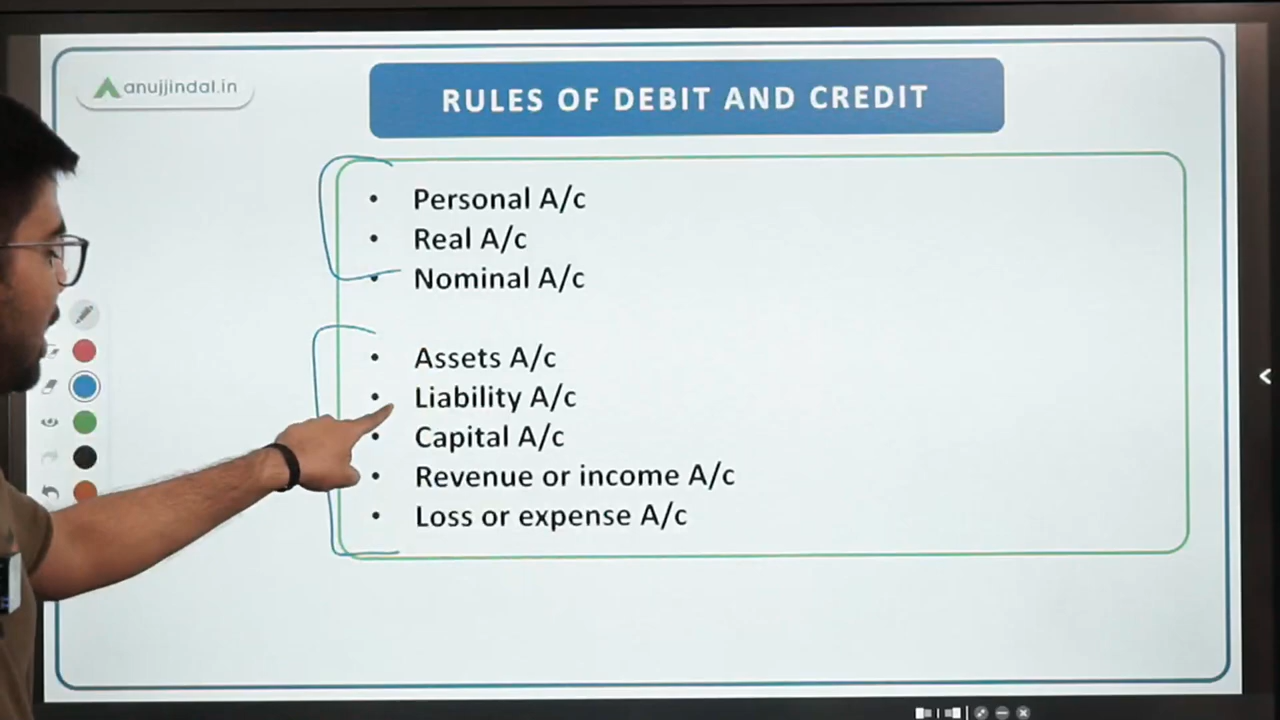 anujjindal.in
RULES OF DEBIT AND CREDIT
• Personal A/c
• Real A/c
• Nominal A/c
• Assets A/c
• Liability A/c
• Capital A/c
• Revenue or income A/c
• Loss or expense A/c